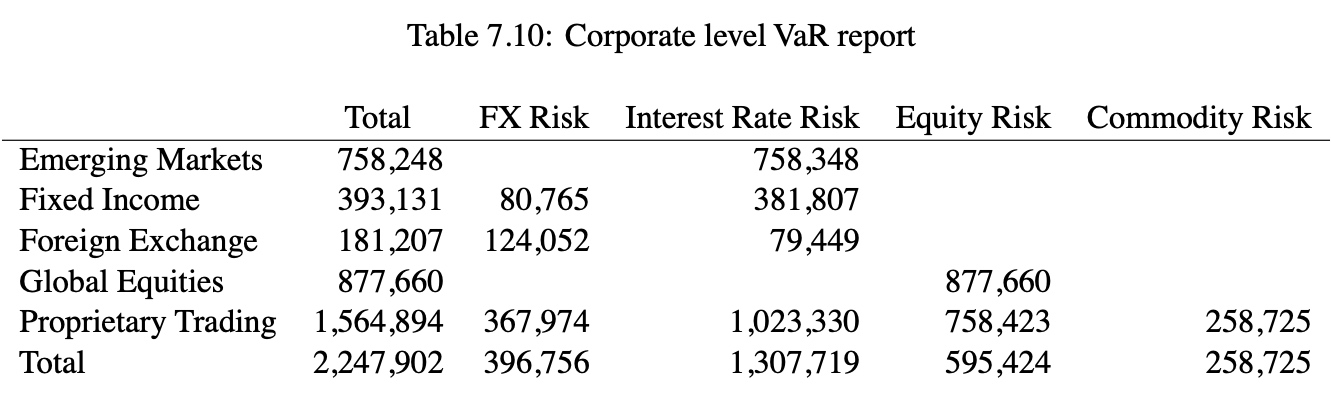 Table 7.10: Corporate level VaR report
Total FX Risk Interest Rate Risk Equity Risk Commodity Risk
Emerging Markets 758,248 758,348
Fixed Income 393,131 80,765 381,807
Foreign Exchange 181,207 124,052 79,449
Global Equities 877,660 877,660
Proprietary Trading 1,564,894 367,974 1,023,330 758,423 258,725
Total 2,247,902 396,756 1,307,719 595,424 258,725